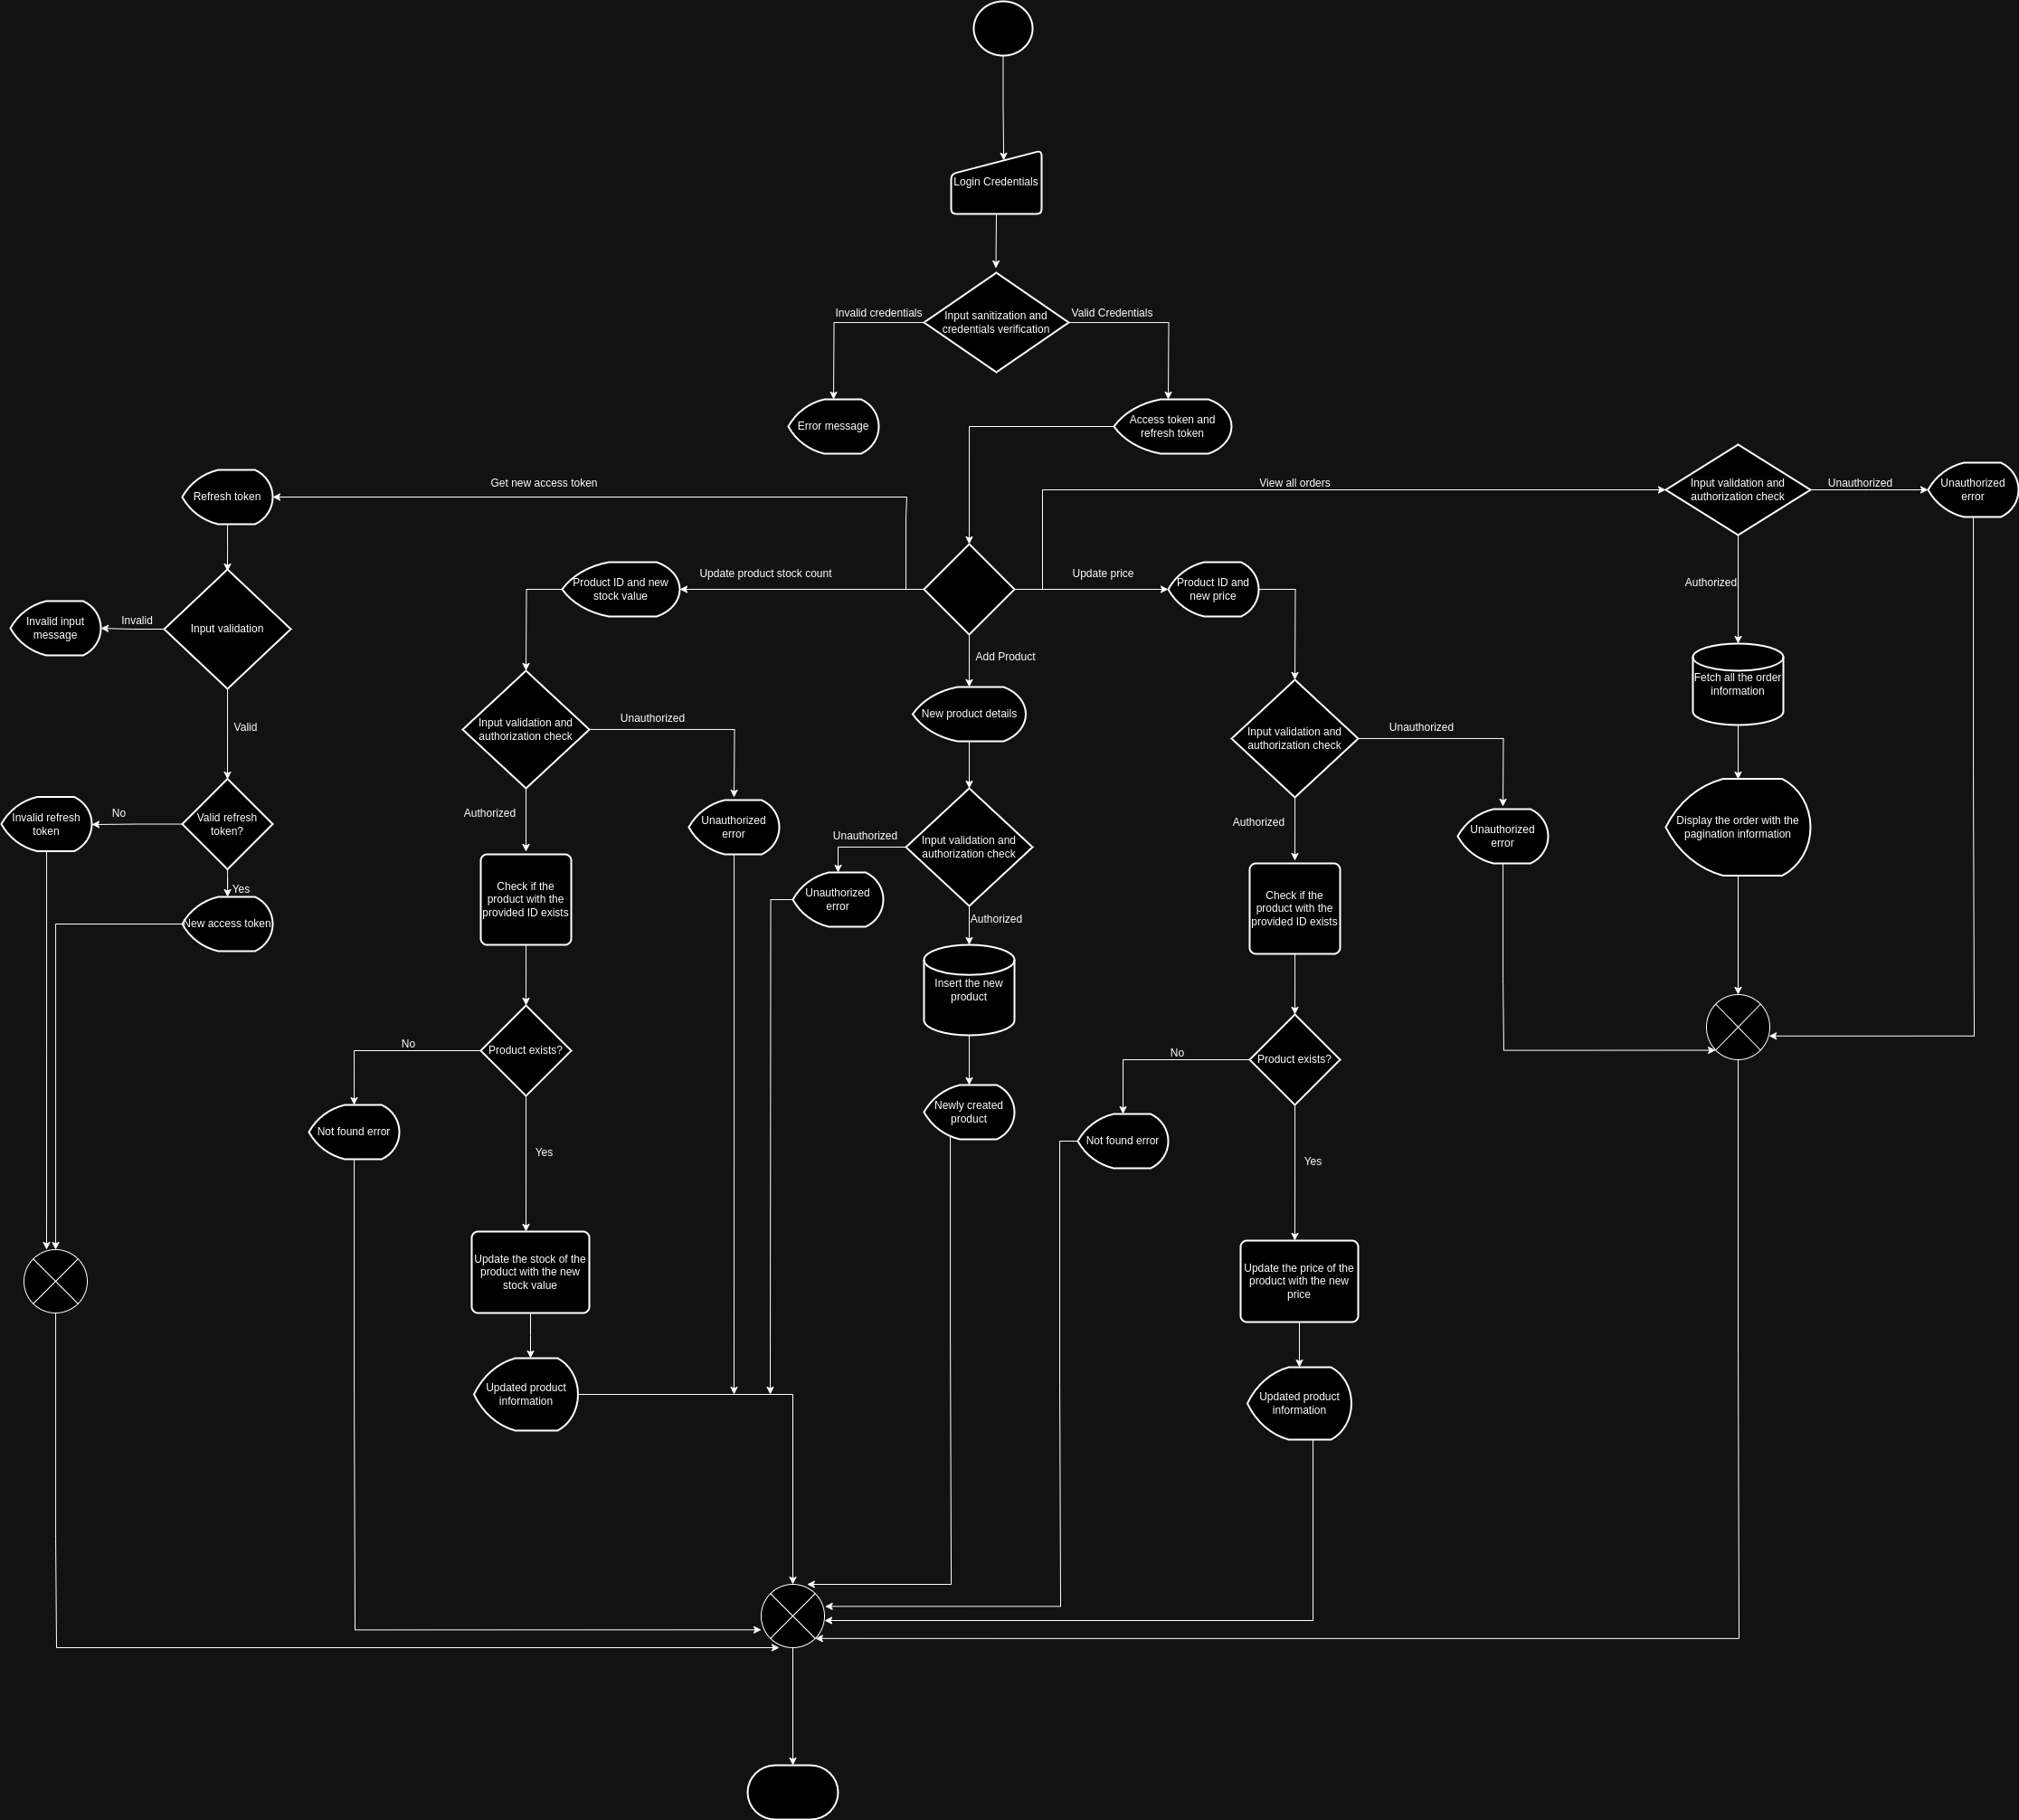 Login Credentials
Invalid credentials
Input sanitization and
credentials verification
Valid Credentials
Error message
Access token and
refresh token
Refresh token
Get new access token
View all orders
Input validation and
authorization check
Unauthorized
Unauthorized
error
Product ID and new
stock value
Update product stock count
Update price
Product ID and
new price
Authorized
Invalid input
message
Invalid
Input validation
Add Product
Fetch all the order
information
Input validation and
authorization check
Unauthorized
New product details
Valid
Input validation and
authorization check
Unauthorized
Invalid refresh
token
No
Valid refresh
token?
Authorized
Unauthorized
error
Unauthorized
Input validation and
authorization check
Authorized
Unauthorized
error
Display the order with the
pagination information
Yes
New access token
Check if the
product with the
provided ID exists
Unauthorized
error
Authorized
Check if the
product with the
provided ID exists
Insert the new
product
No
Product exists?
No
Product exists?
Not found error
Newly created
product
Not found error
Yes
Yes
Update the stock of the
product with the new
stock value
Update the price of the
product with the new
price
Updated product
information
Updated product
information